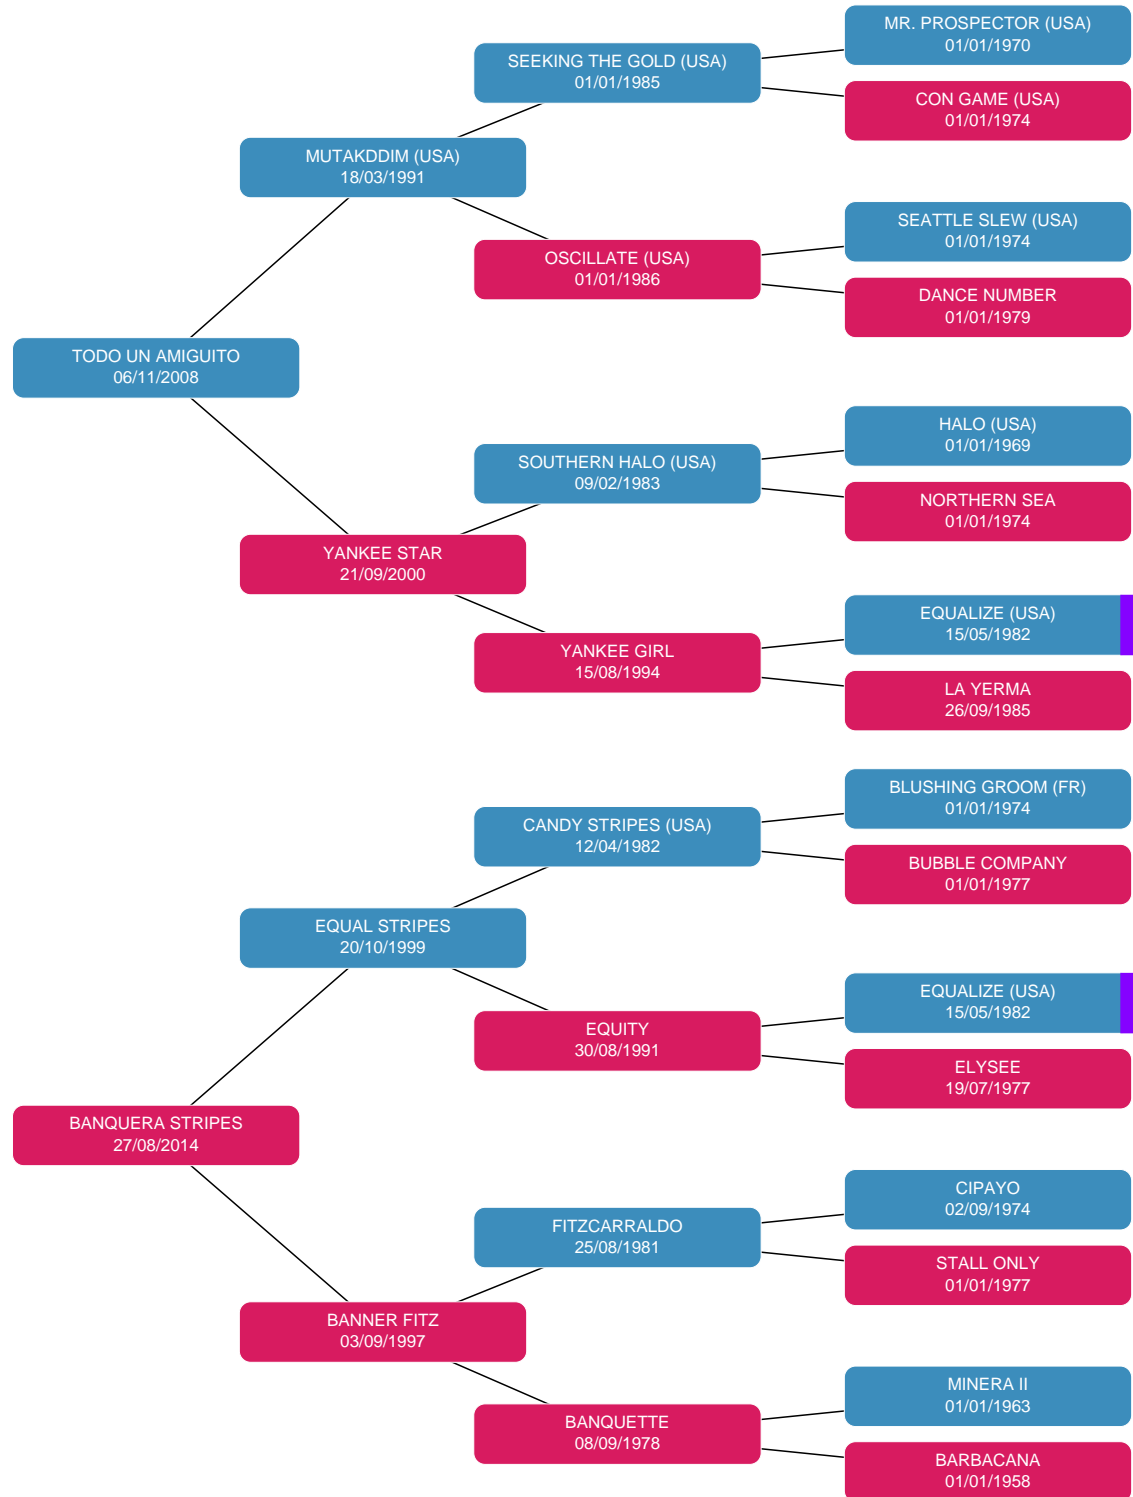 MR. PROSPECTOR (USA)
01/01/1970
SEEKING THE GOLD (USA)
01/01/1985
CON GAME (USA)
01/01/1974
MUTAKDDIM (USA)
18/03/1991
SEATTLE SLEW (USA)
01/01/1974
OSCILLATE (USA)
01/01/1986
DANCE NUMBER
01/01/1979
TODO UN AMIGUITO
06/11/2008
HALO (USA)
01/01/1969
SOUTHERN HALO (USA)
09/02/1983
NORTHERN SEA
01/01/1974
YANKEE STAR
21/09/2000
EQUALIZE (USA)
15/05/1982
YANKEE GIRL
15/08/1994
LA YERMA
26/09/1985
BLUSHING GROOM (FR)
01/01/1974
CANDY STRIPES (USA)
12/04/1982
BUBBLE COMPANY
01/01/1977
EQUAL STRIPES
20/10/1999
EQUALIZE (USA)
15/05/1982
EQUITY
30/08/1991
ELYSEE
19/07/1977
BANQUERA STRIPES
27/08/2014
CIPAYO
02/09/1974
FITZCARRALDO
25/08/1981
STALL ONLY
01/01/1977
BANNER FITZ
03/09/1997
MINERA II
01/01/1963
BANQUETTE
08/09/1978
BARBACANA
01/01/1958